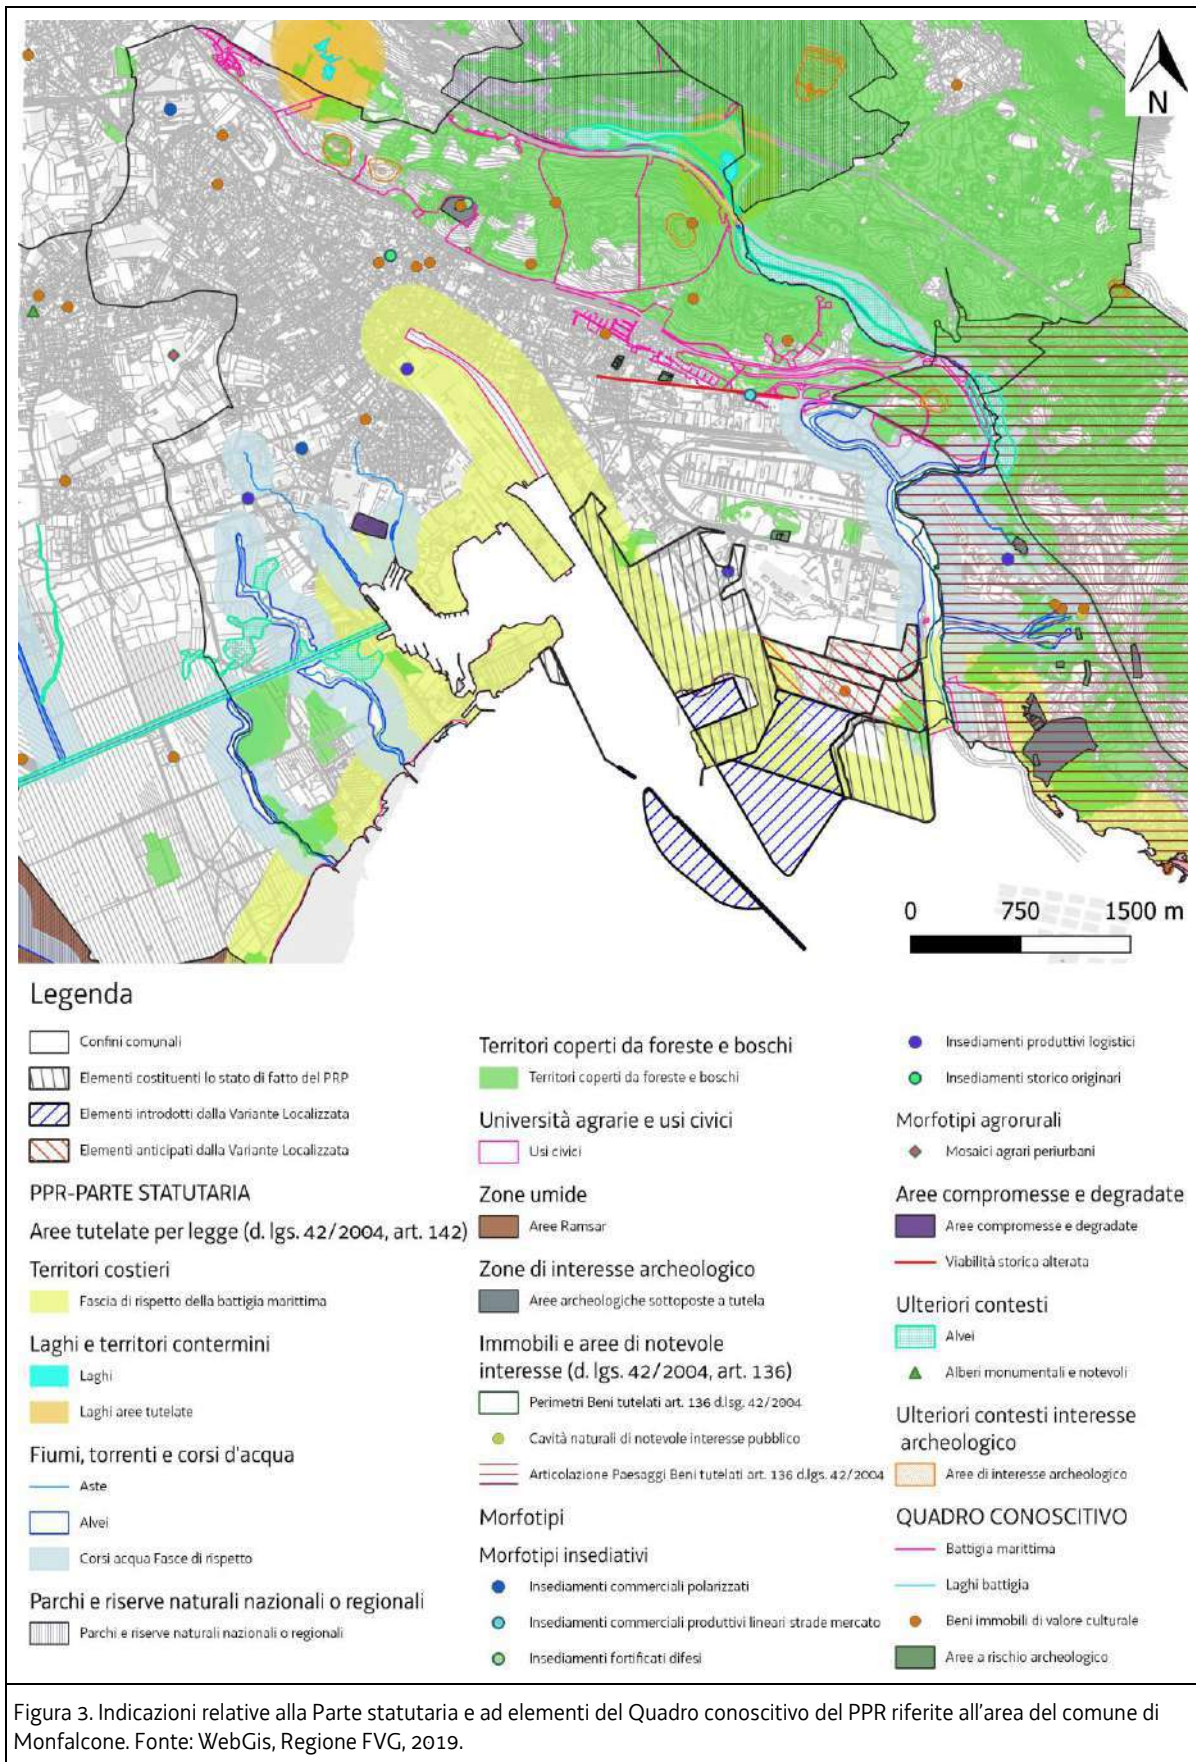 N
0 750 1500 m
Legenda
Confini comunali
Elementi costituenti lo stato di fatto del PRP
Elementi introdotti dalla Variante Localizzata
Elementi anticipati dalla Variante Localizzata
PPR-PARTE STATUTARIA
Aree tutelate per legge (d. lgs. 42/2004, art. 142)
Territori costieri
Fascia di rispetto della battigia marittima
Laghi e territori contermini
Laghi
Laghi aree tutelate
Fiumi, torrenti e corsi d'acqua
Aste
Alvei
Corsi acqua Fasce di rispetto
Parchi e riserve naturali nazionali o regionali
Parchi e riserve naturali nazionali o regionali
Territori coperti da foreste e boschi
Territori coperti da foreste e boschi
Università agrarie e usi civici
Usi civici
Zone umide
Aree Ramsar
Zone di interesse archeologico
Aree archeologiche sottoposte a tutela
Immobili e aree di notevole
interesse (d. lgs. 42/2004, art. 136)
Perimetri Beni tutelati art. 136 d.lsg. 42/2004
Cavità naturali di notevole interesse pubblico
Articolazione Paesaggi Beni tutelati art. 136 d.lgs. 42/2004
Morfotipi
Morfotipi insediativi
Insediamenti commerciali polarizzati
Insediamenti commerciali produttivi lineari strade mercato
Insediamenti fortificati difesi
Insediamenti produttivi logistici
Insediamenti storico originari
Morfotipi agrorurali
Mosaici agrari periurbani
Aree compromesse e degradate
Aree compromesse e degradate
Viabilità storica alterata
Ulteriori contesti
Alvei
Alberi monumentali e notevoli
Ulteriori contesti interesse
archeologico
Aree di interesse archeologico
QUADRO CONOSCITIVO
Battigia marittima
Laghi battigia
Beni immobili di valore culturale
Aree a rischio archeologico
Figura 3. Indicazioni relative alla Parte statutaria e ad elementi del Quadro conoscitivo del PPR riferite all'area del comune di
Monfalcone. Fonte: WebGis, Regione FVG, 2019.